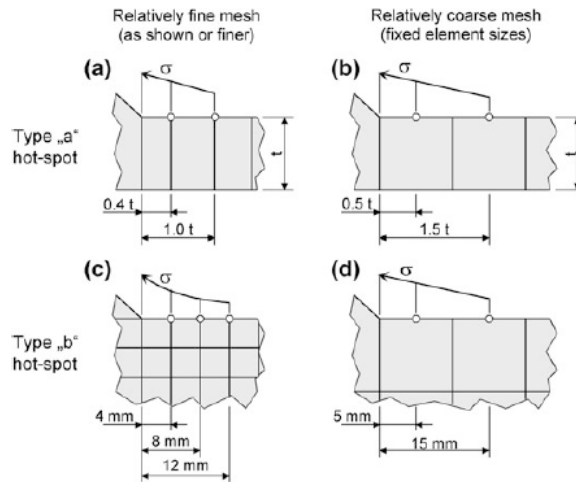 Relatively fine mesh
(as shown or finer)
Relatively coarse mesh
(fixed element sizes)
(a)
σ
(b)
σ
Type „a“
hot-spot
t
t
0.4 t
1.0 t
0.5 t
1.5 t
(c)
σ
(d)
σ
Type „b“
hot-spot
4 mm
8 mm
12 mm
5 mm
15 mm